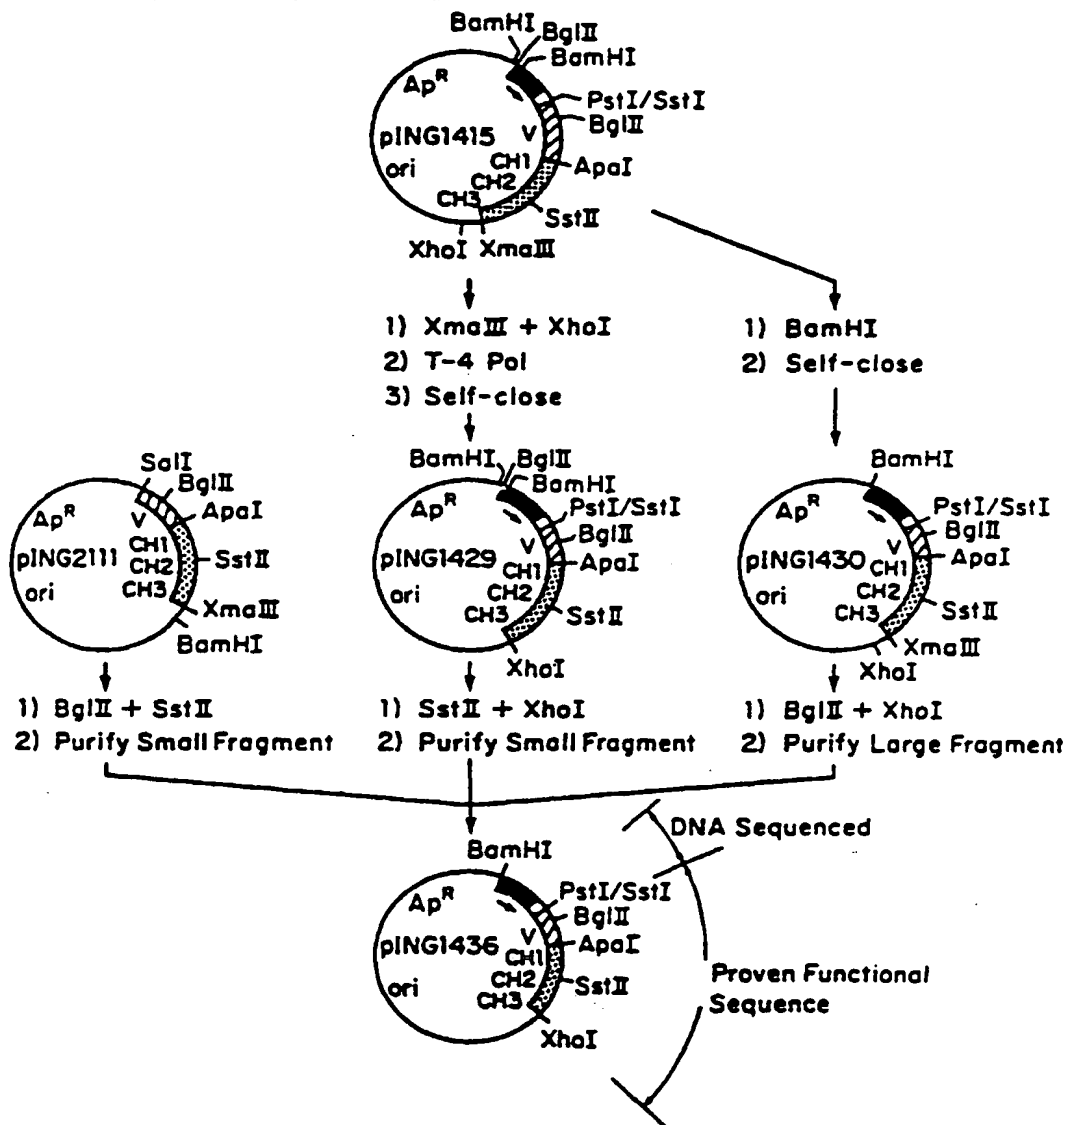 BamHI
BglII
BamHI
Ap^R
PstI/SstI
BglII
pING1415
V
ori
CH1
ApaI
CH2
CH3
SstII
XhoI XmaIII
1) XmaIII + XhoI
2) T-4 Pol
3) Self-close
1) BamHI
2) Self-close
SalI
BglII
Ap^R
ApaI
V
pING2111
CH1
SstII
CH2
ori
CH3
XmaIII
BamHI
1) BglII + SstII
2) Purify Small Fragment
BamHI
BglII
BamHI
Ap^R
PstI/SstI
BglII
V
pING1429
ApaI
CH1
ori
CH2
CH3
SstII
XhoI
1) SstII + XhoI
2) Purify Small Fragment
BamHI
Ap^R
PstI/SstI
BglII
V
ApaI
pING1430
CH1
ori
CH2
CH3
SstII
XmaIII
XhoI
1) BglII + XhoI
2) Purify Large Fragment
BamHI
DNA Sequenced
Ap^R
PstI/SstI
BglII
V
ApaI
pING1436
CH1
ori
CH2
SstII
CH3
XhoI
Proven Functional
Sequence